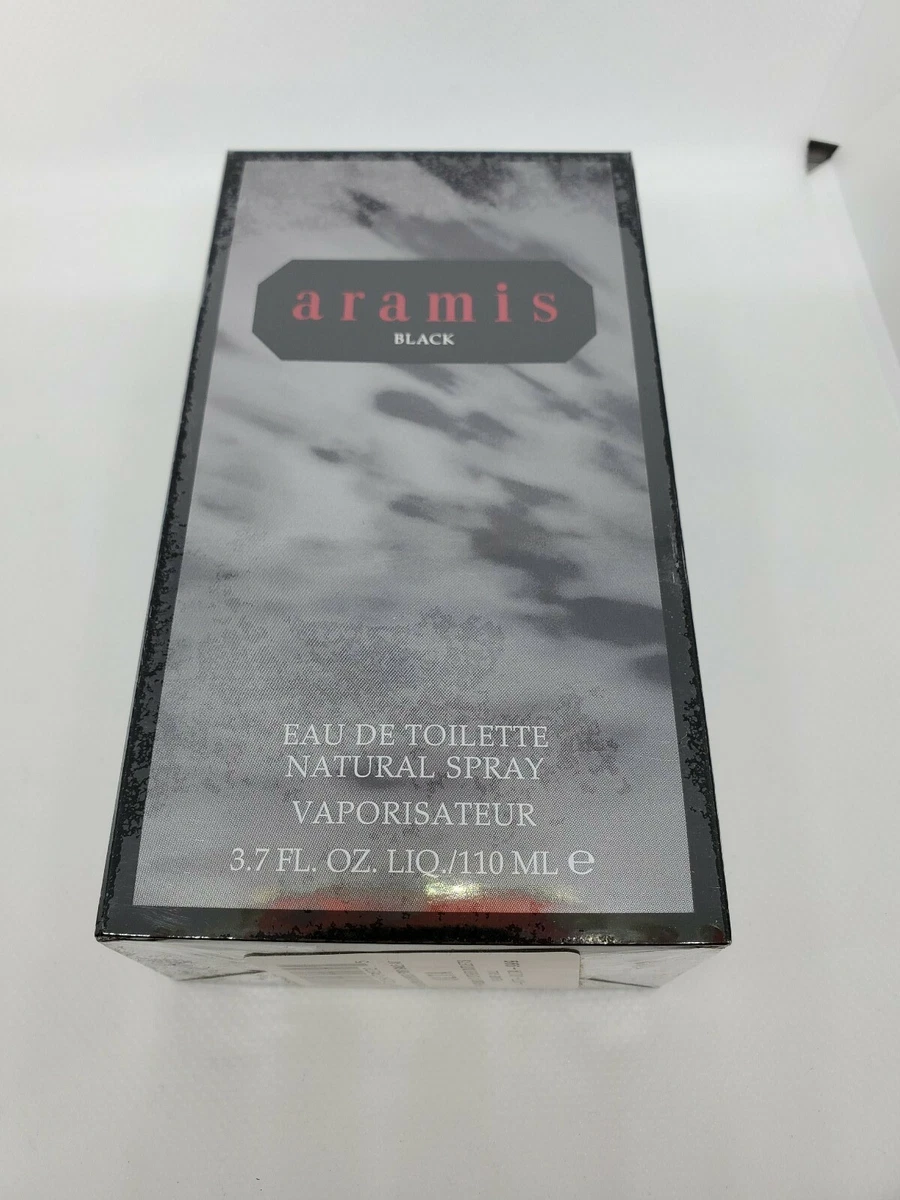 aramis
BLACK
EAU DE TOILETTE
NATURAL SPRAY
VAPORISATEUR
3.7 FL. OZ. LIQ./110 ML ℮